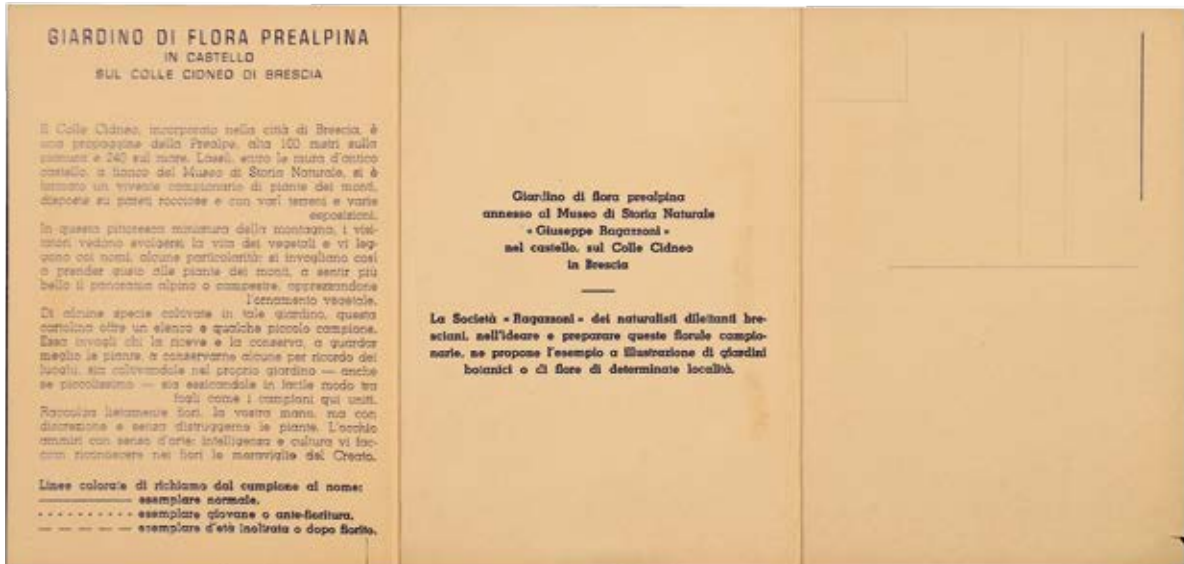 GIARDINO DI FLORA PREALPINA
IN CASTELLO
SUL COLLE CIDNEO DI BRESCIA
Il Colle Cidneo, incorporato nella città di Brescia, è
una propaggine della Prealpe, alta 100 metri sulla
pianura e 240 sul mare. Lassù, entro le mura d'antico
castello, a fianco del Museo di Storia Naturale, si è
formato un vivente campionario di piante dei monti,
disposte su pareti rocciose e con varî terreni e varie
esposizioni.
In questa pittoresca miniatura della montagna, i visi-
tatori vedono svolgersi la vita dei vegetali e vi leg-
gono coi nomi, alcune particolarità: si invogliano così
a prender gusto alle piante dei monti, a sentir più
bello il panorama alpino o campestre, apprezzandone
l'ornamento vegetale.
Di alcune specie coltivate in tale giardino, questa
cartolina offre un elenco e qualche piccolo campione.
Essa invogli chi la riceve e la conserva, a guardar
meglio le piante, a conservarne alcune per ricordo dei
luoghi, sia coltivandole nel proprio giardino — anche
se piccolissimo — sia essicandole in facile modo tra
fogli come i campioni qui uniti.
Raccolga lietamente fiori, la vostra mano, ma con
discrezione e senza distruggerne le piante. L'occhio
ammiri con senso d'arte: intelligenza e cultura vi fac-
cian riconoscere nei fiori le maraviglie del Creato.
Linee colorate di richiamo dal campione al nome:
esemplare normale.
esemplare giovane o ante-fioritura.
esemplare d'età inoltrata o dopo fiorito.
Giardino di flora prealpina
annesso al Museo di Storia Naturale
« Giuseppe Ragazzoni »
nel castello, sul Colle Cidneo
in Brescia
La Società « Ragazzoni » dei naturalisti dilettanti bre-
sciani, nell'ideare e preparare queste florule campio-
narie, ne propone l'esempio a illustrazione di giardini
botanici o di flore di determinate località.